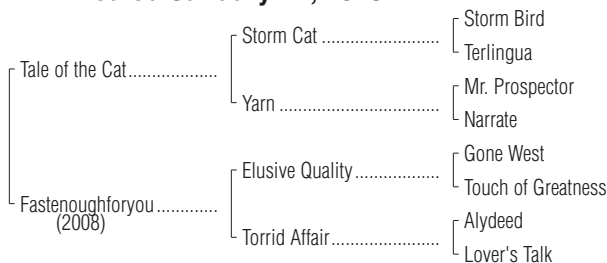 Storm Bird
Storm Cat
Terlingua
Tale of the Cat
Mr. Prospector
Yarn
Narrate
Gone West
Elusive Quality
Touch of Greatness
Fastenoughforyou
(2008)
Alydeed
Torrid Affair
Lover's Talk